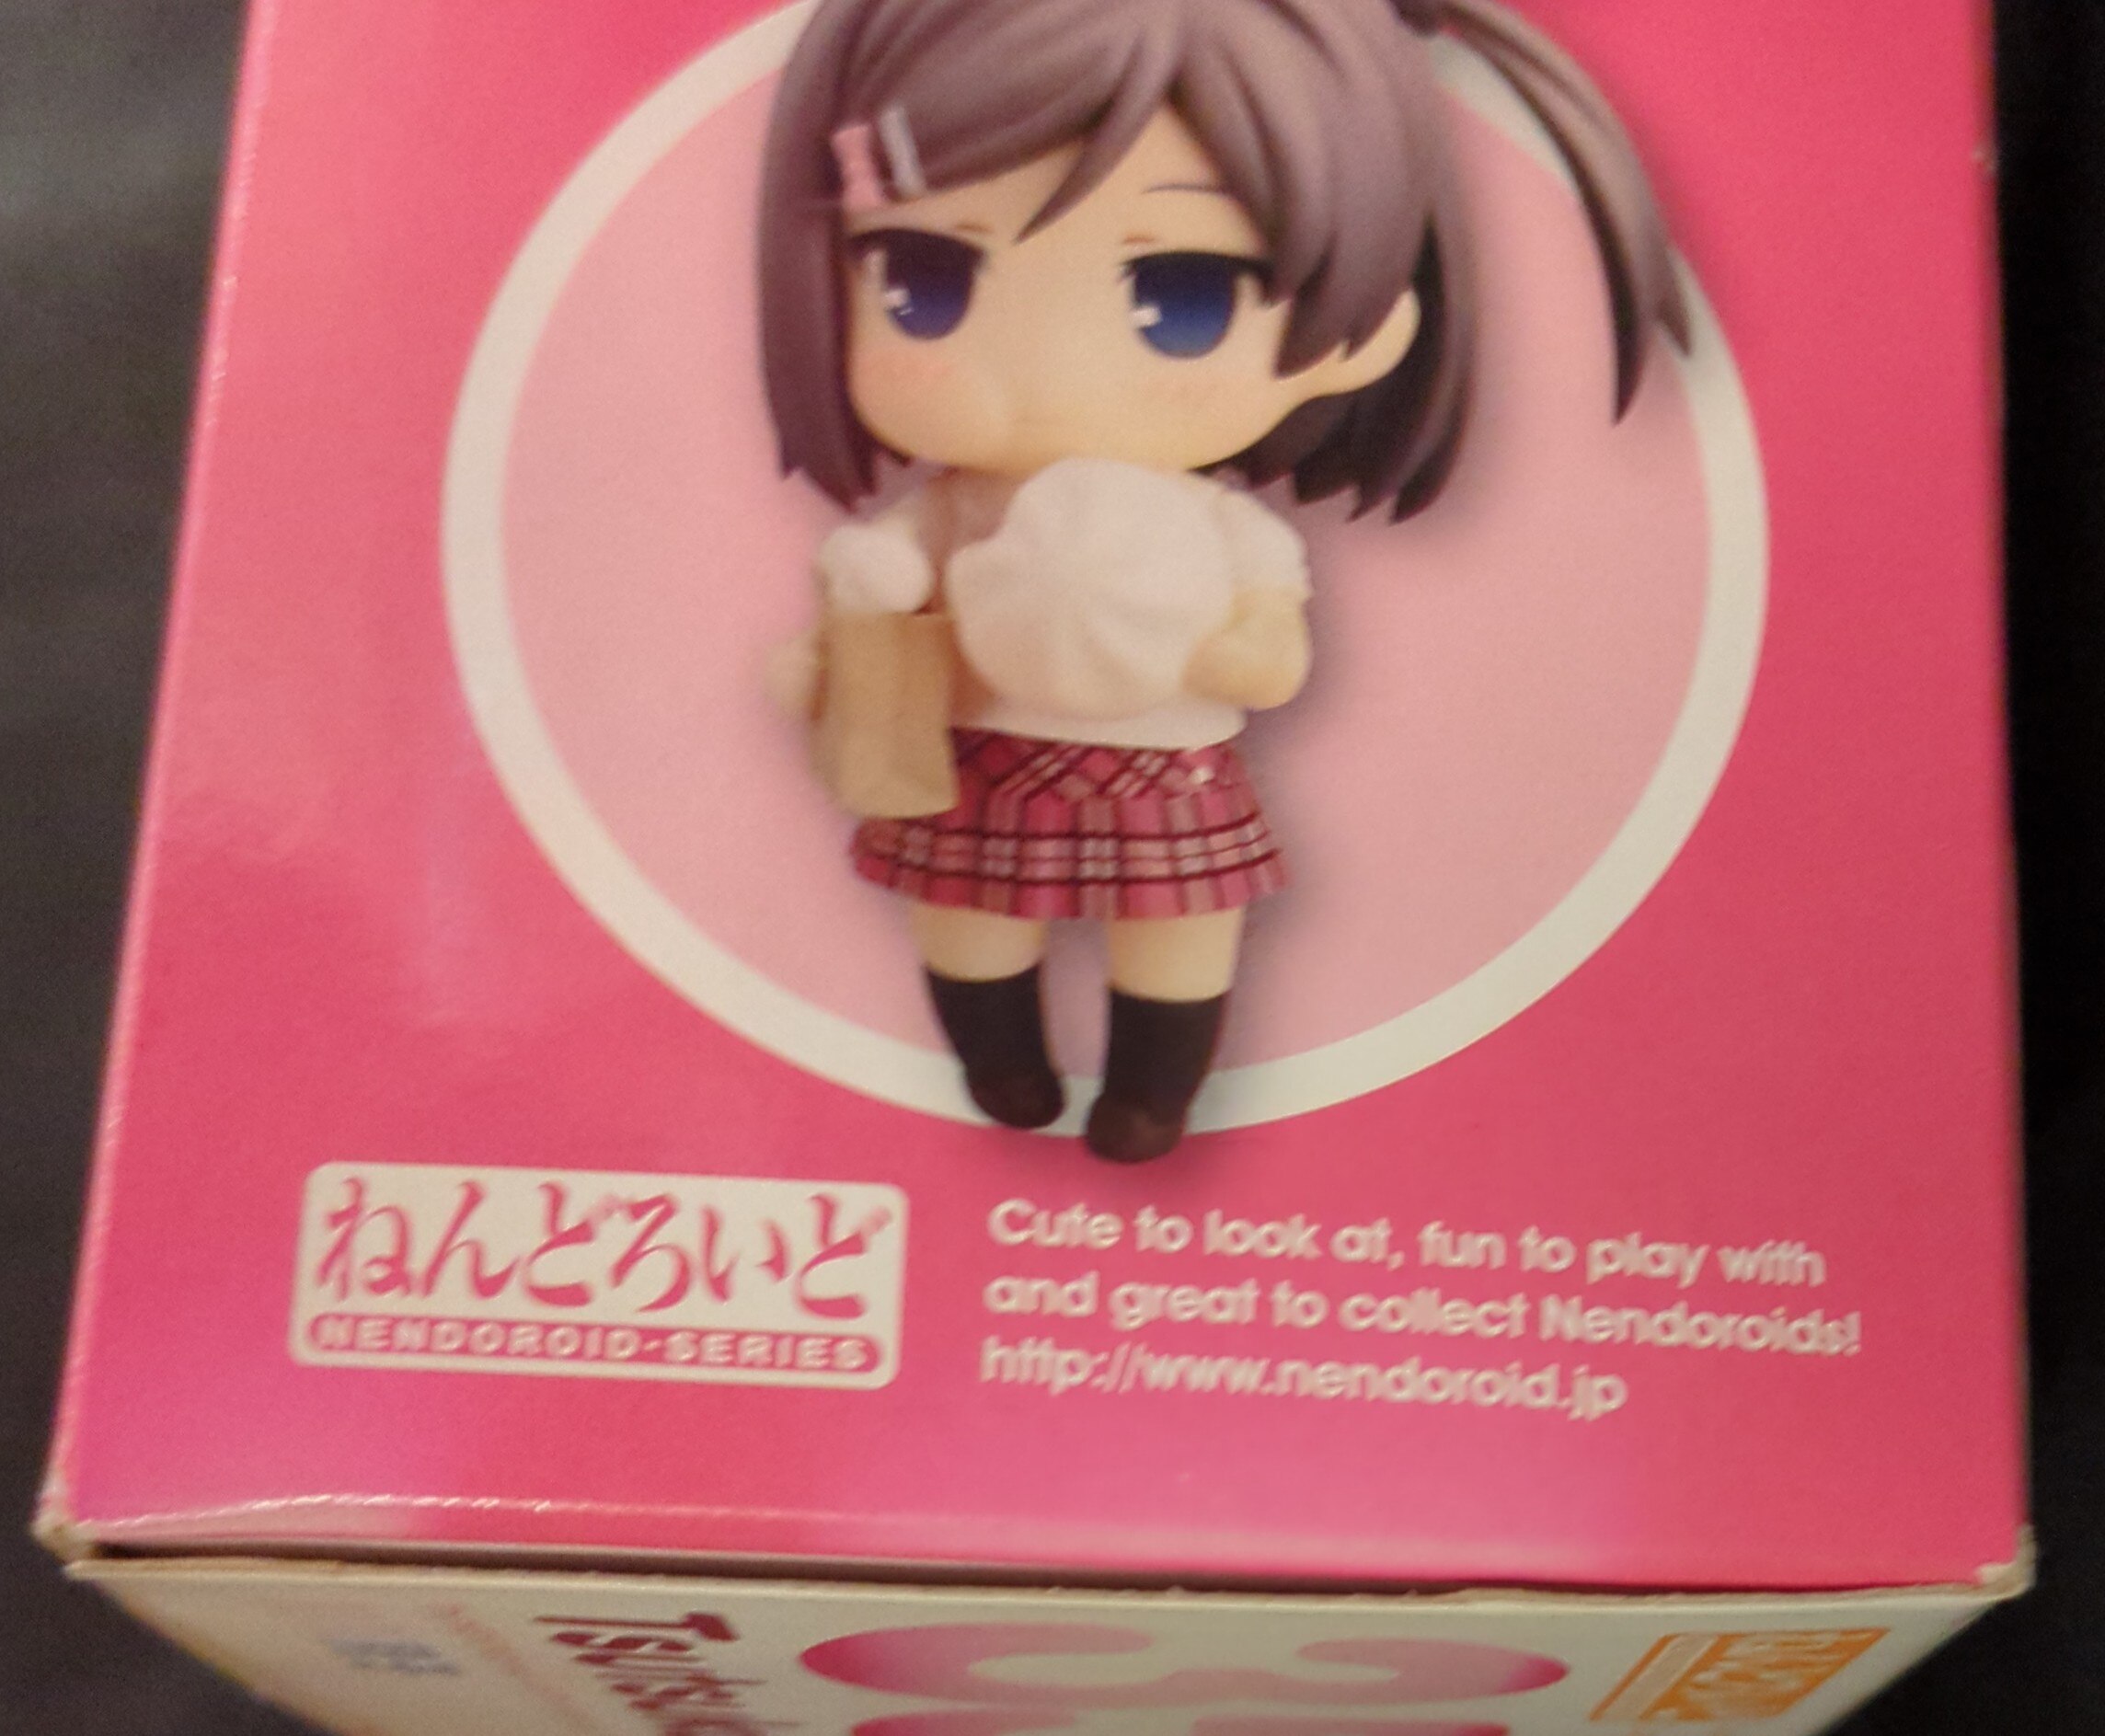 ねんどろいど
NENDOROID-SERIES
Cute to look at, fun to play with
and great to collect Nendoroids!
http://www.nendoroid.jp